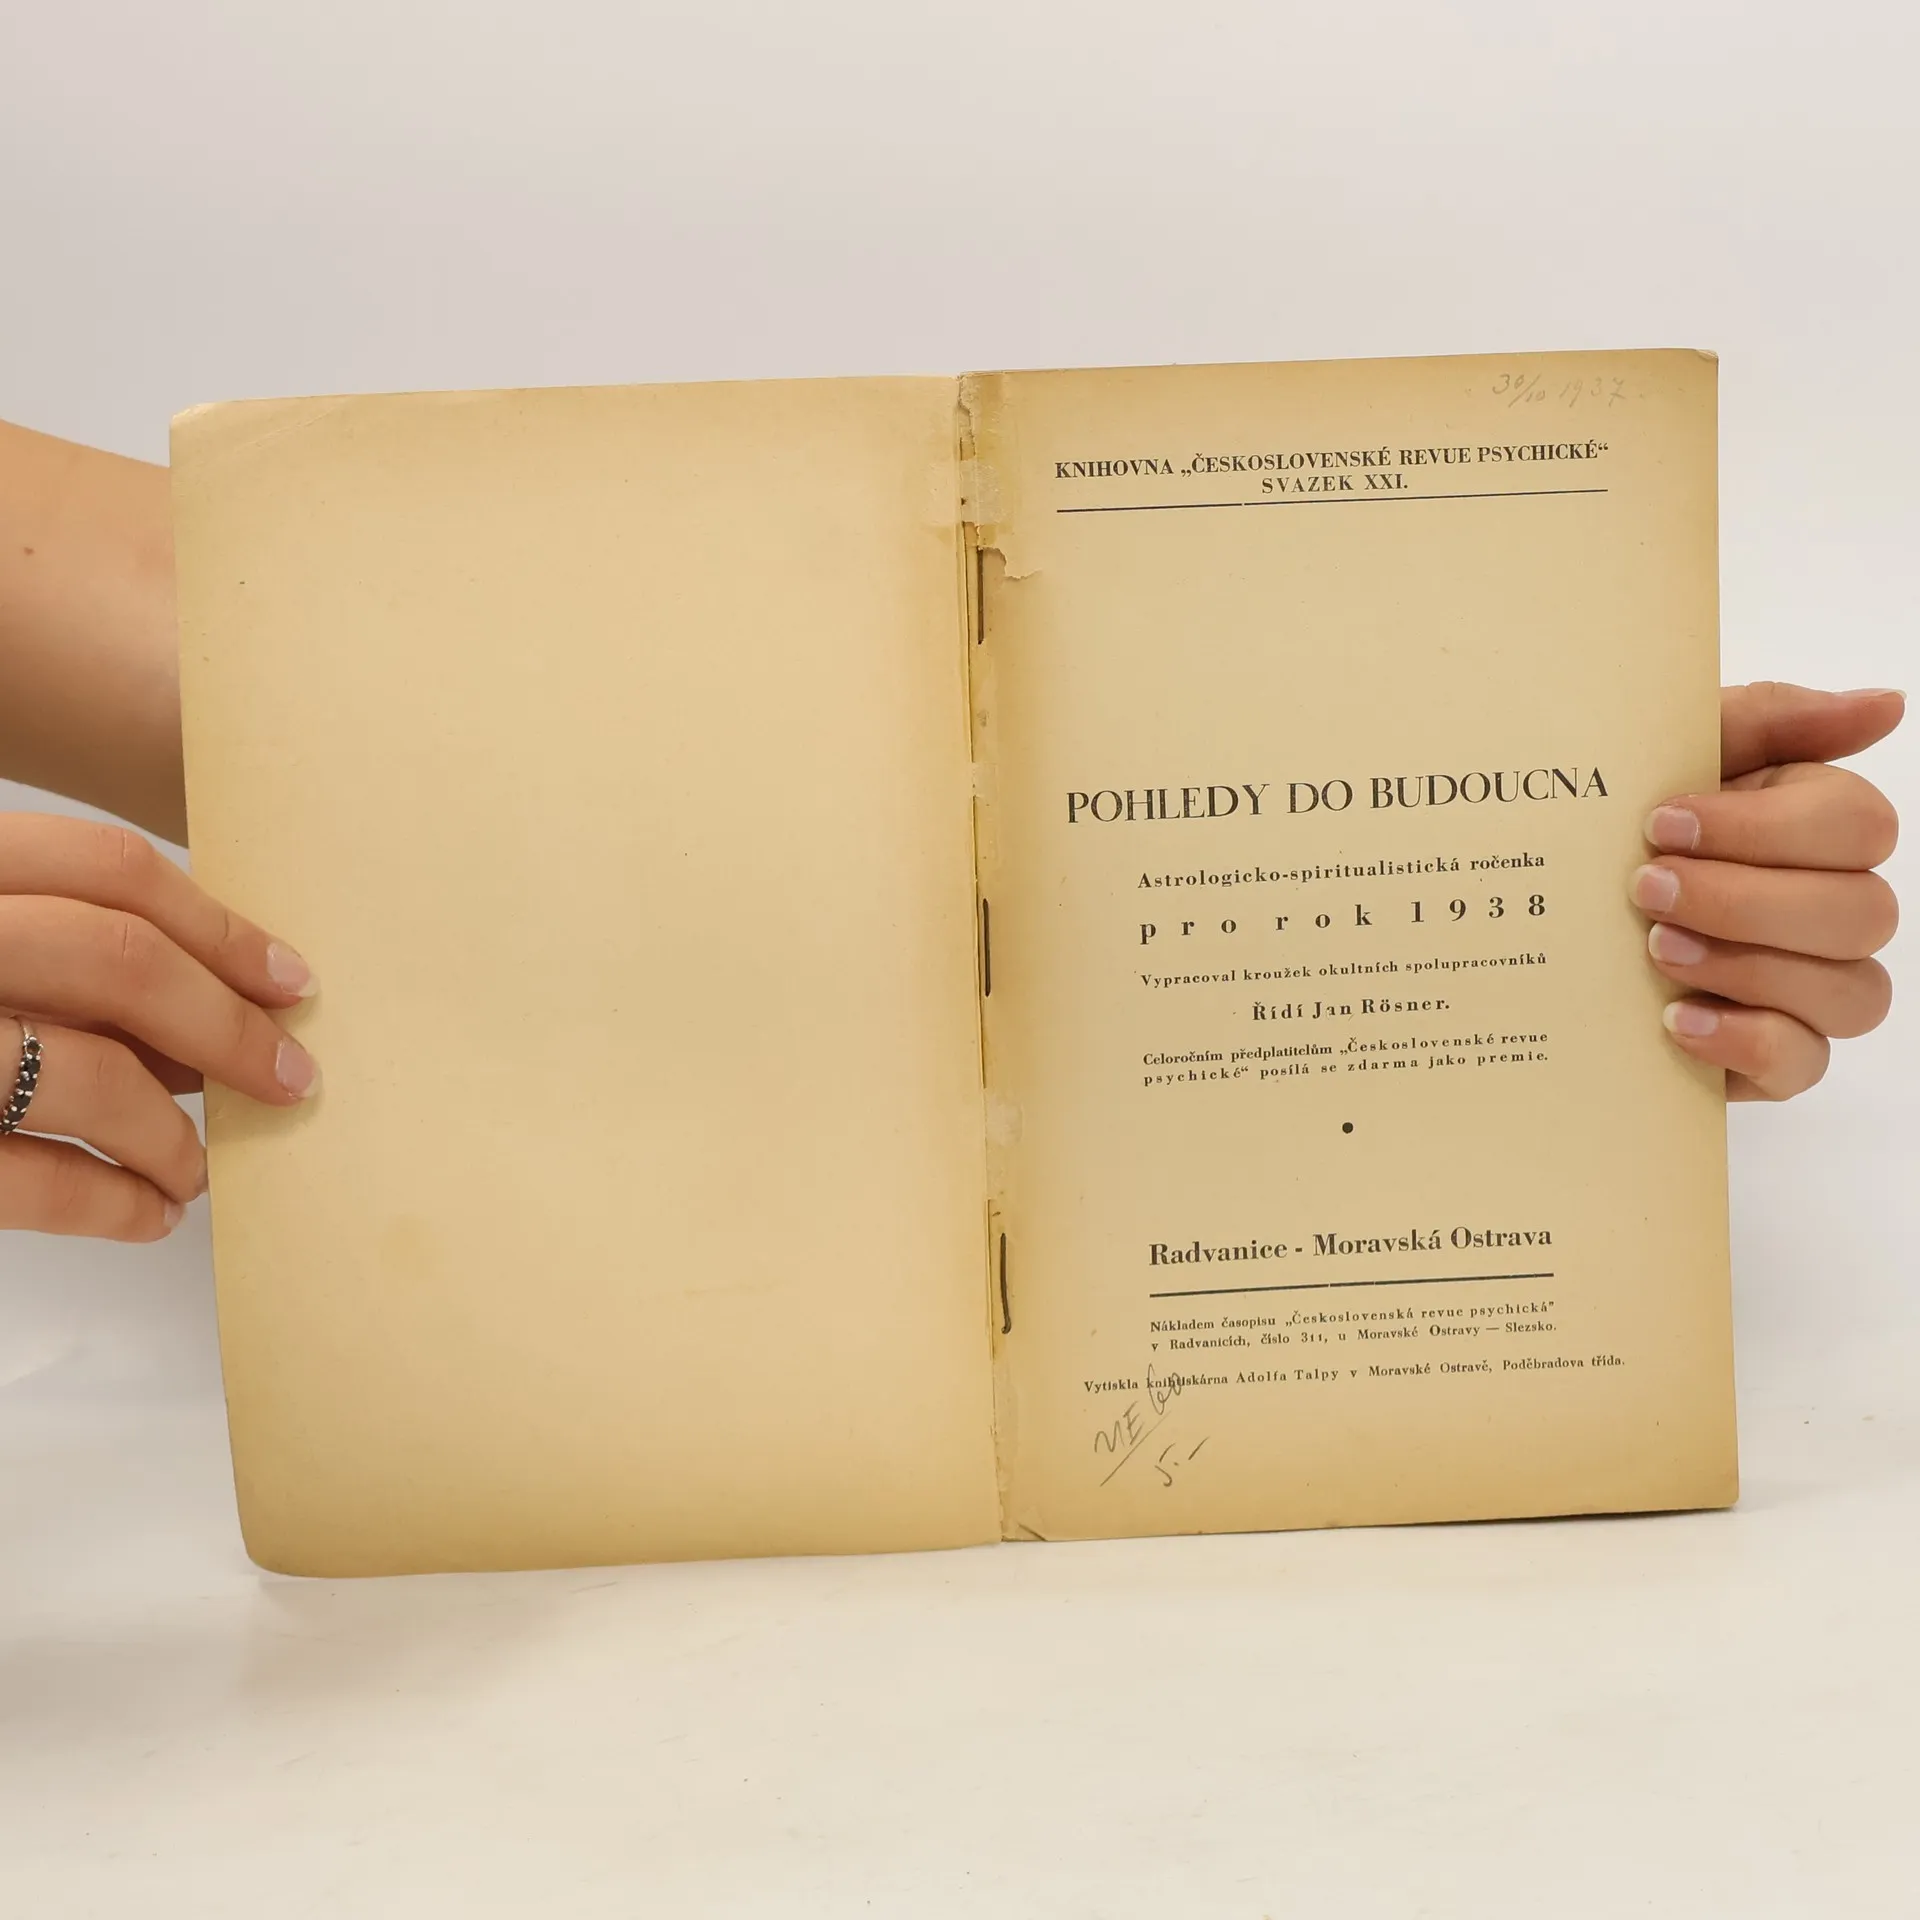 30/10 1937.
KNIHOVNA „ČESKOSLOVENSKÉ REVUE PSYCHICKÉ“
SVAZEK XXI.
POHLEDY DO BUDOUCNA
Astrologicko-spiritualistická ročenka
pro rok 1938
Vypracoval kroužek okultních spolupracovníků
Řídí Jan Rösner.
Celoročním předplatitelům „Československé revue
psychické“ posílá se zdarma jako premie.
Radvanice - Moravská Ostrava
Nákladem časopisu „Československá revue psychická”
v Radvanicích, číslo 311, u Moravské Ostravy — Slezsko.
Vytiskla knihtiskárna Adolfa Talpy v Moravské Ostravě, Poděbradova třída.
5.-